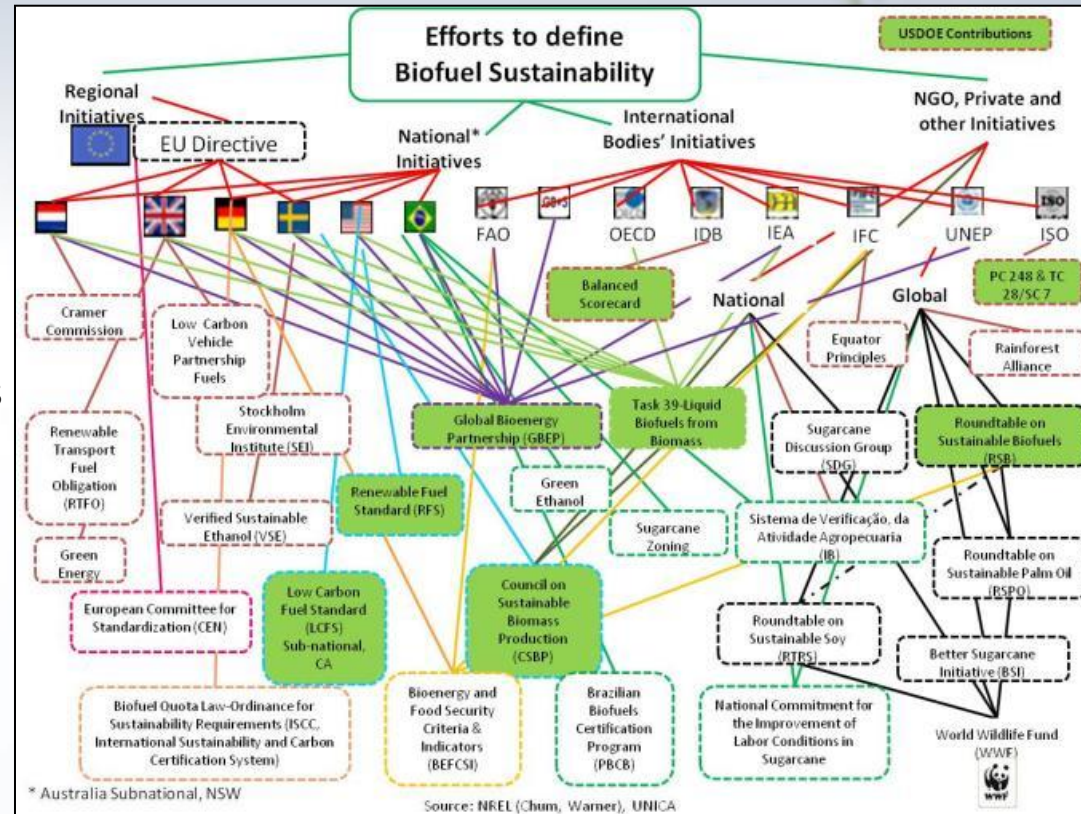 Efforts to define
Biofuel Sustainability
USDOE Contributions
Regional
Initiatives
EU Directive
National*
Initiatives
International
Bodies' Initiatives
NGO, Private and
other Initiatives
FAO
OECD
IDB
IEA
IFC
UNEP
ISO
ISO
Cramer
Commission
Low Carbon
Vehicle
Partnership
Fuels
Balanced
Scorecard
National
Global
PC 248 & TC
28/SC 7
Equator
Principles
Rainforest
Alliance
Renewable
Transport
Fuel
Obligation
(RTFO)
Stockholm
Environmental
Institute (SEI)
Global Bioenergy
Partnership (GBEP)
Task 39-Liquid
Biofuels from
Biomass
Sugarcane
Discussion Group
(SDG)
Roundtable on
Sustainable Biofuels
(RSB)
Renewable Fuel
Standard (RFS)
Green
Ethanol
Sugarcane
Zoning
Verified Sustainable
Ethanol (VSE)
Sistema de Verificação, da
Atividade Agropecuaria
(IB)
Green
Energy
Roundtable on
Sustainable Palm Oil
(RSPO)
European Committee for
Standardization (CEN)
Low Carbon
Fuel Standard
(LCFS)
Sub-national,
CA
Council on
Sustainable
Biomass
Production
(CSBP)
Roundtable on
Sustainable Soy
(RTRS)
Better Sugarcane
Initiative (BSI)
Biofuel Quota Law-Ordinance for
Sustainability Requirements (ISCC,
International Sustainability and Carbon
Certification System)
Bioenergy and
Food Security
Criteria &
Indicators
(BEFCSI)
Brazilian
Biofuels
Certification
Program
(PBCB)
National Commitment for
the Improvement of
Labor Conditions in
Sugarcane
World Wildlife Fund
(WWF)
WWF
* Australia Subnational, NSW
Source: NREL (Chum, Warner), UNICA